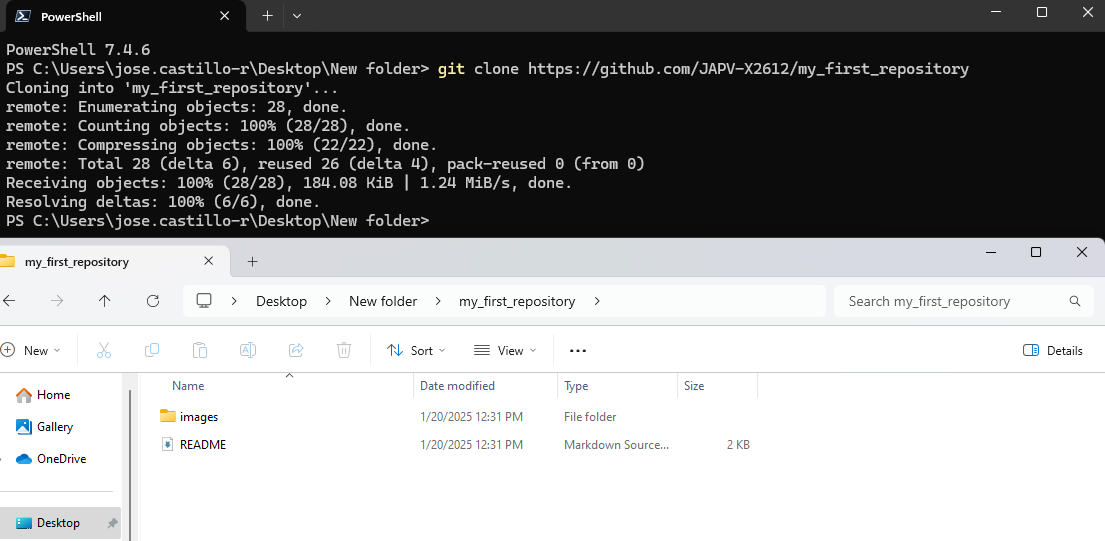 PowerShell
PowerShell 7.4.6
PS C:\Users\jose.castillo-r\Desktop\New folder> git clone https://github.com/JAPV-X2612/my_first_repository
Cloning into 'my_first_repository'...
remote: Enumerating objects: 28, done.
remote: Counting objects: 100% (28/28), done.
remote: Compressing objects: 100% (22/22), done.
remote: Total 28 (delta 6), reused 26 (delta 4), pack-reused 0 (from 0)
Receiving objects: 100% (28/28), 184.08 KiB | 1.24 MiB/s, done.
Resolving deltas: 100% (6/6), done.
PS C:\Users\jose.castillo-r\Desktop\New folder>
my_first_repository
Desktop > New folder > my_first_repository > Search my_first_repository
New Sort View ... Details
Name Date modified Type Size
Home
images 1/20/2025 12:31 PM File folder
Gallery
README 1/20/2025 12:31 PM Markdown Source... 2 KB
OneDrive
Desktop